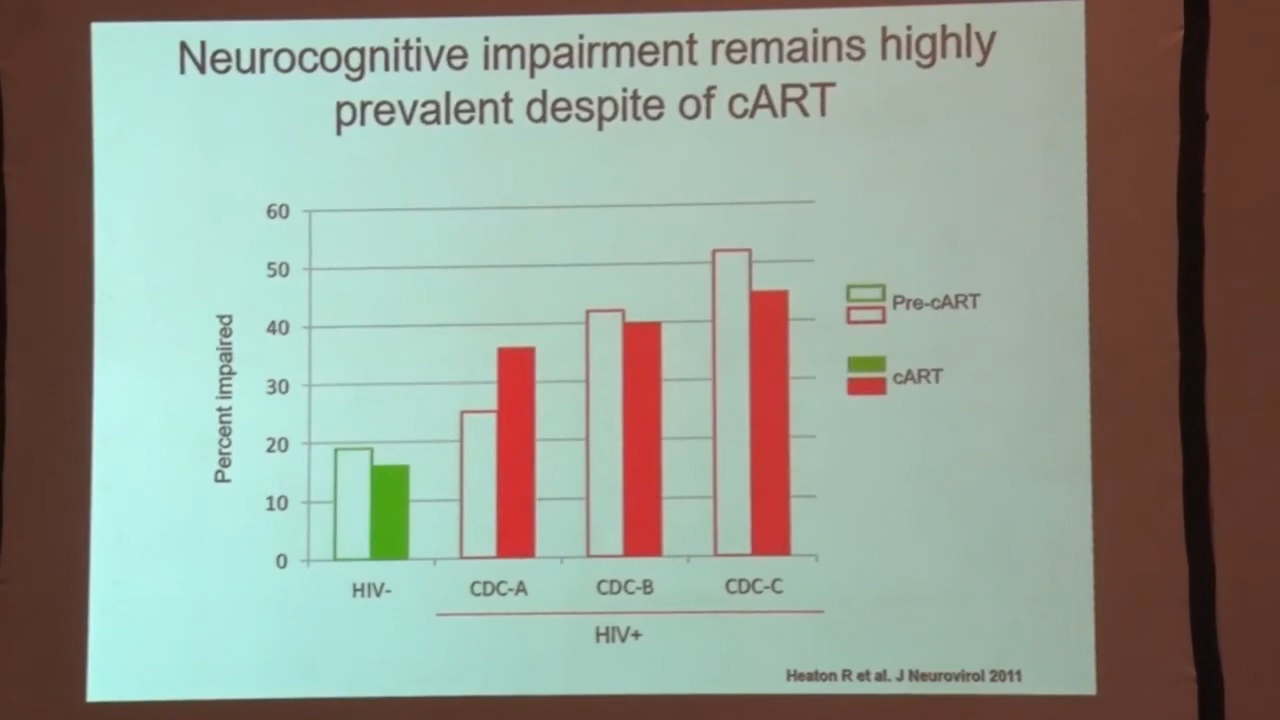 Neurocognitive impairment remains highly
prevalent despite of cART
60
50
40
30
20
10
0
Percent impaired
Pre-cART
cART
HIV-
CDC-A
CDC-B
CDC-C
HIV+
Heaton R et al. J Neurovirol 2011